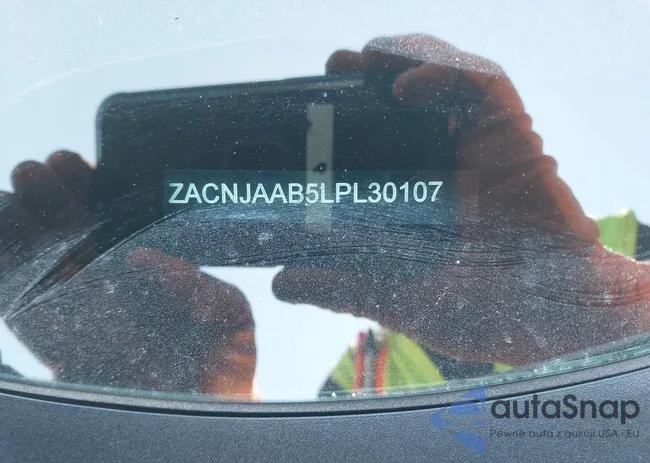 ZACNJAAB5LPL30107
autaSnap
Pewne auta z aukcji USA i EU